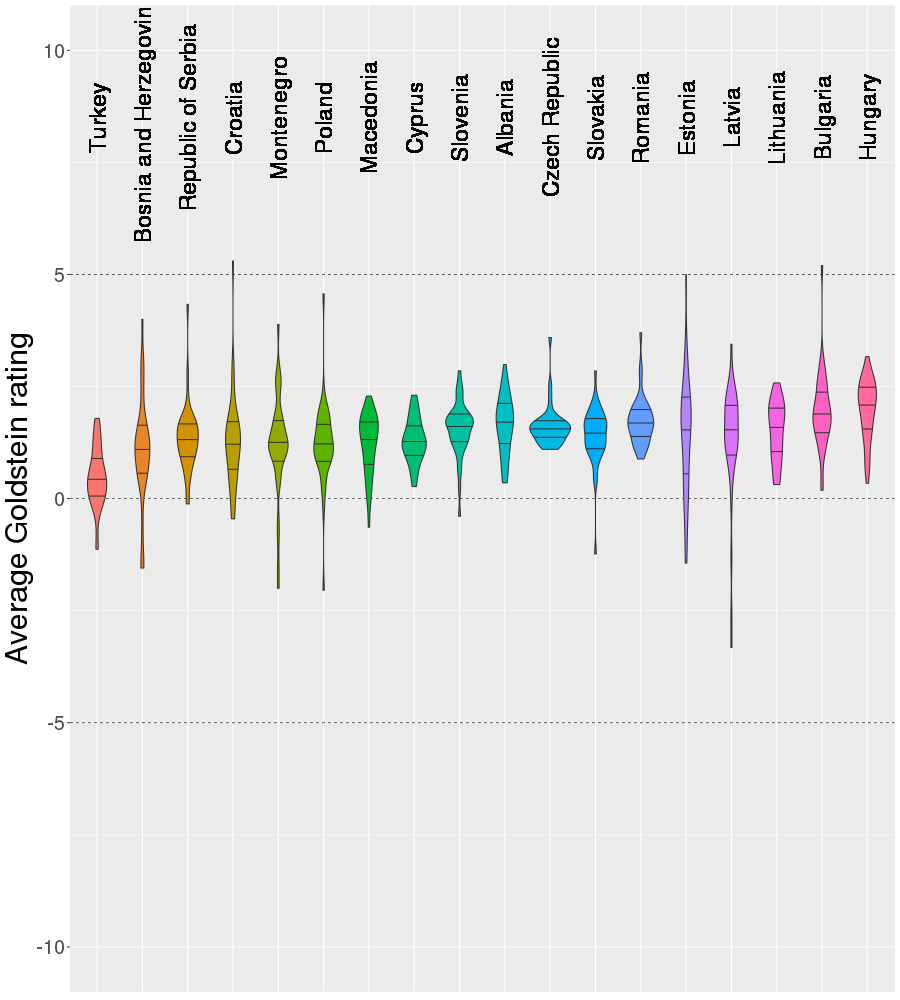 Average Goldstein rating
10
5
0
-5
-10
Turkey
Bosnia and Herzegovin
Republic of Serbia
Croatia
Montenegro
Poland
Macedonia
Cyprus
Slovenia
Albania
Czech Republic
Slovakia
Romania
Estonia
Latvia
Lithuania
Bulgaria
Hungary